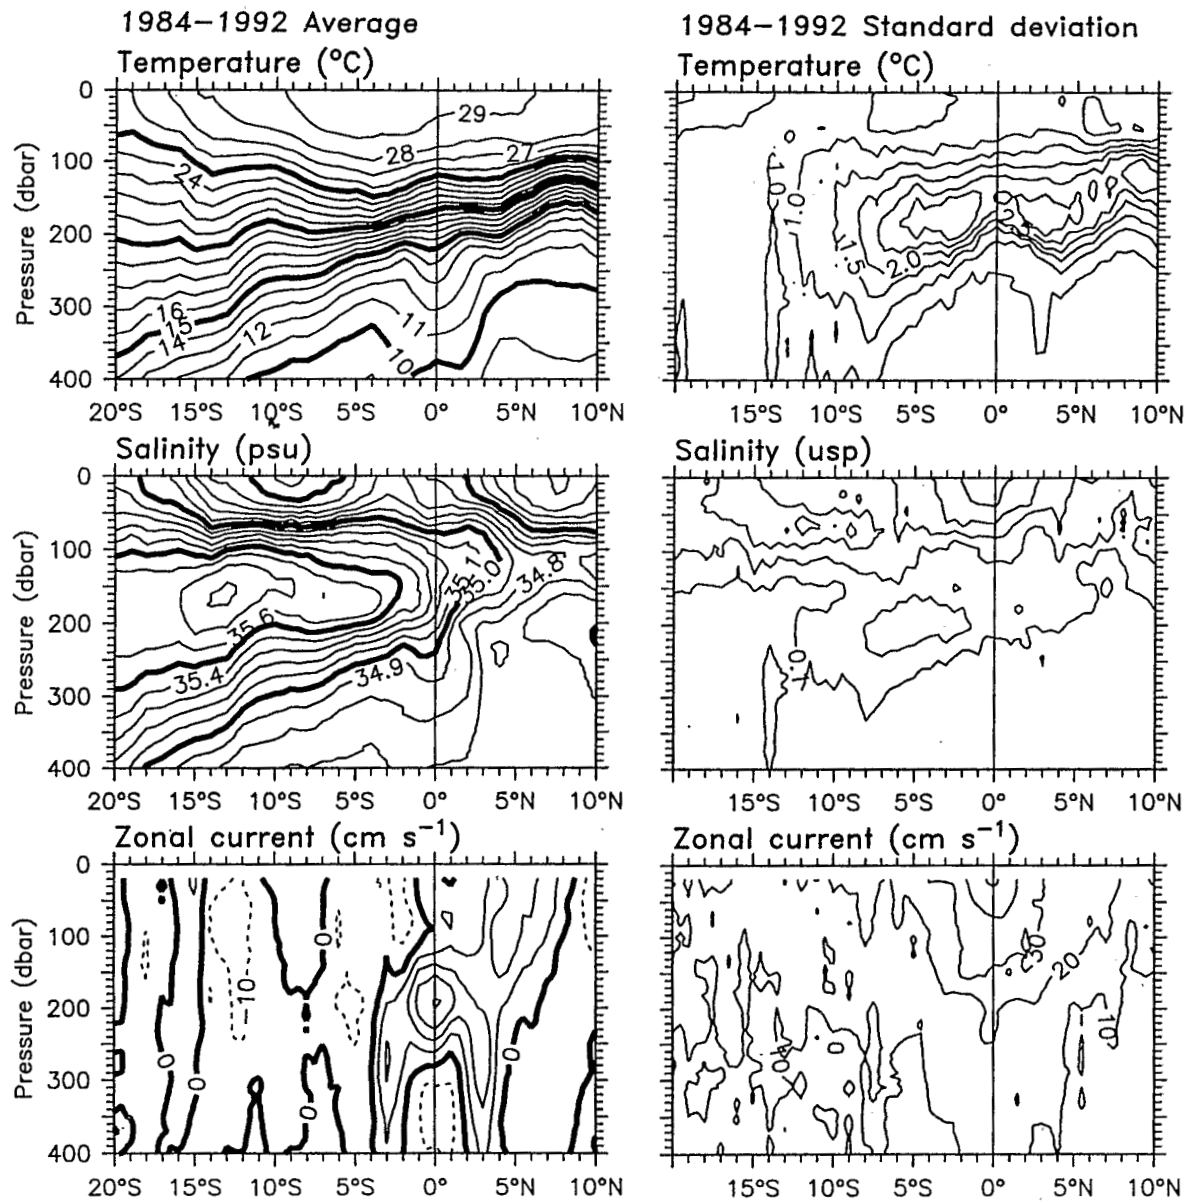 1984–1992 Average
Temperature (°C)
Pressure (dbar)
0
100
200
300
400
29
28
27
24
16
15
14
12
11
10
20°S 15°S 10°S 5°S 0° 5°N 10°N
1984–1992 Standard deviation
Temperature (°C)
1.0
1.0
1.5
2.0
15°S 10°S 5°S 0° 5°N 10°N
Salinity (psu)
Pressure (dbar)
0
100
200
300
400
35.1
35.0
34.8
35.6
35.4
34.9
20°S 15°S 10°S 5°S 0° 5°N 10°N
Salinity (usp)
0.1
15°S 10°S 5°S 0° 5°N 10°N
Zonal current (cm s⁻¹)
Pressure (dbar)
0
100
200
300
400
0
-10
0
0
0
0
20°S 15°S 10°S 5°S 0° 5°N 10°N
Zonal current (cm s⁻¹)
20
10
10
15°S 10°S 5°S 0° 5°N 10°N